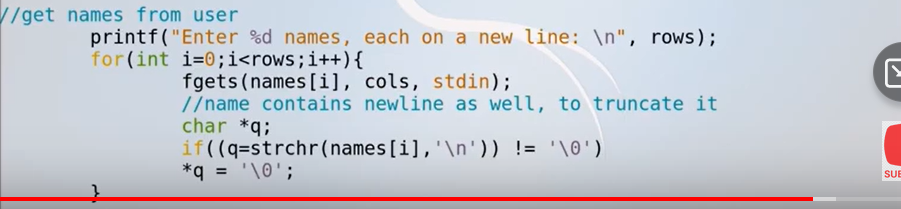 //get names from user
printf("Enter %d names, each on a new line: \n", rows);
for(int i=0;i<rows;i++){
fgets(names[i], cols, stdin);
//name contains newline as well, to truncate it
char *q;
if((q=strchr(names[i],'\n')) != '\0')
*q = '\0';
}
SUB